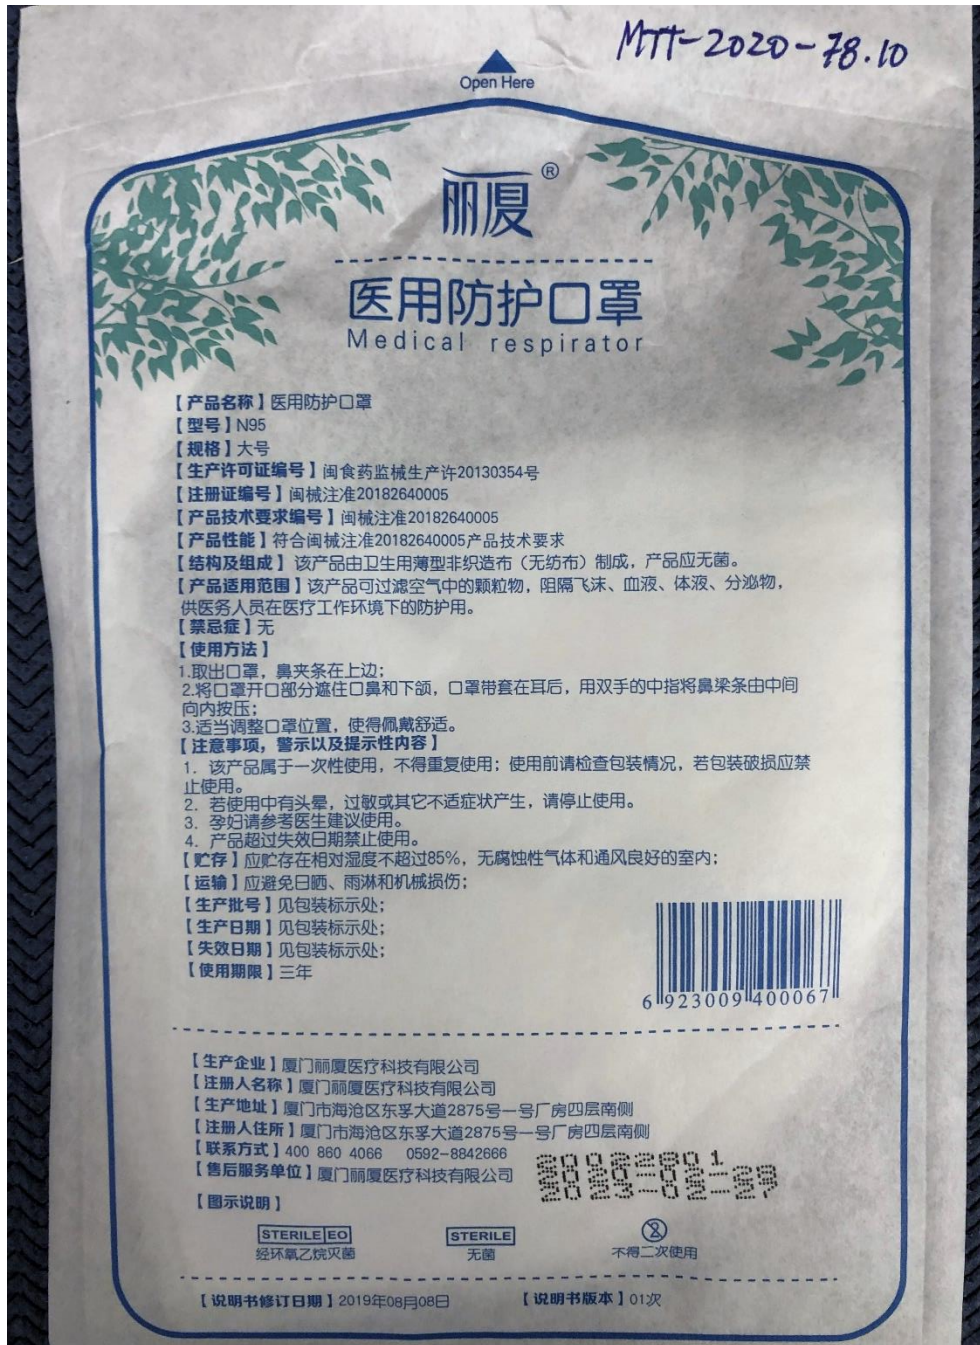 MTT-2020-78.10
Open Here
丽厦®
医用防护口罩
Medical respirator
【产品名称】医用防护口罩
【型号】N95
【规格】大号
【生产许可证编号】闽食药监械生产许20130354号
【注册证编号】闽械注准20182640005
【产品技术要求编号】闽械注准20182640005
【产品性能】符合闽械注准20182640005产品技术要求
【结构及组成】该产品由卫生用薄型非织造布（无纺布）制成，产品应无菌。
【产品适用范围】该产品可过滤空气中的颗粒物，阻隔飞沫、血液、体液、分泌物，
供医务人员在医疗工作环境下的防护用。
【禁忌症】无
【使用方法】
1.取出口罩，鼻夹条在上边；
2.将口罩开口部分遮住口鼻和下颌，口罩带套在耳后，用双手的中指将鼻梁条由中间
向内按压；
3.适当调整口罩位置，使得佩戴舒适。
【注意事项，警示以及提示性内容】
1. 该产品属于一次性使用，不得重复使用；使用前请检查包装情况，若包装破损应禁
止使用。
2. 若使用中有头晕，过敏或其它不适症状产生，请停止使用。
3. 孕妇请参考医生建议使用。
4. 产品超过失效日期禁止使用。
【贮存】应贮存在相对湿度不超过85%，无腐蚀性气体和通风良好的室内；
【运输】应避免日晒、雨淋和机械损伤；
【生产批号】见包装标示处；
【生产日期】见包装标示处；
【失效日期】见包装标示处；
【使用期限】三年
6 923009 400067
【生产企业】厦门丽厦医疗科技有限公司
【注册人名称】厦门丽厦医疗科技有限公司
【生产地址】厦门市海沧区东孚大道2875号一号厂房四层南侧
【注册人住所】厦门市海沧区东孚大道2875号一号厂房四层南侧
【联系方式】400 860 4066 0592-8842666
【售后服务单位】厦门丽厦医疗科技有限公司
【图示说明】
STERILE EO
经环氧乙烷灭菌
STERILE
无菌
2
不得二次使用
【说明书修订日期】2019年08月08日
【说明书版本】01次